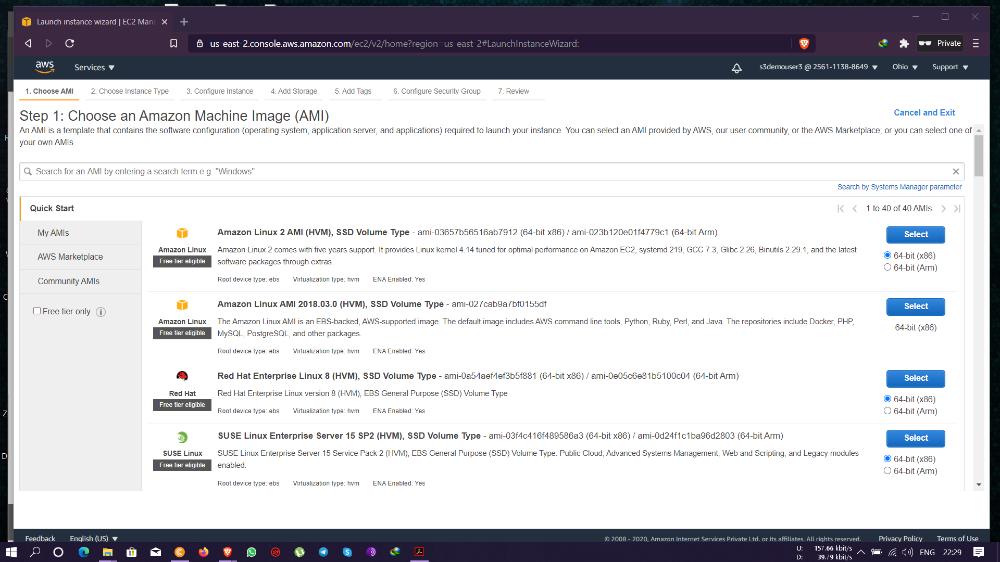 Launch instance wizard | EC2 Mana
us-east-2.console.aws.amazon.com/ec2/v2/home?region=us-east-2#LaunchInstanceWizard:
Private
aws
Services
s3demouser3 @ 2561-1138-8649
Ohio
Support
1. Choose AMI
2. Choose Instance Type
3. Configure Instance
4. Add Storage
5. Add Tags
6. Configure Security Group
7. Review
Step 1: Choose an Amazon Machine Image (AMI)
Cancel and Exit
An AMI is a template that contains the software configuration (operating system, application server, and applications) required to launch your instance. You can select an AMI provided by AWS, our user community, or the AWS Marketplace; or you can select one of
your own AMIs.
Search for an AMI by entering a search term e.g. "Windows"
Search by Systems Manager parameter
Quick Start
1 to 40 of 40 AMIs
My AMIs
AWS Marketplace
Community AMIs
Free tier only
i
Amazon Linux
Free tier eligible
Amazon Linux 2 AMI (HVM), SSD Volume Type - ami-03657b56516ab7912 (64-bit x86) / ami-023b120e01f4779c1 (64-bit Arm)
Amazon Linux 2 comes with five years support. It provides Linux kernel 4.14 tuned for optimal performance on Amazon EC2, systemd 219, GCC 7.3, Glibc 2.26, Binutils 2.29.1, and the latest
software packages through extras.
Root device type: ebs
Virtualization type: hvm
ENA Enabled: Yes
Select
64-bit (x86)
64-bit (Arm)
Amazon Linux
Free tier eligible
Amazon Linux AMI 2018.03.0 (HVM), SSD Volume Type - ami-027cab9a7bf0155df
The Amazon Linux AMI is an EBS-backed, AWS-supported image. The default image includes AWS command line tools, Python, Ruby, Perl, and Java. The repositories include Docker, PHP,
MySQL, PostgreSQL, and other packages.
Root device type: ebs
Virtualization type: hvm
ENA Enabled: Yes
Select
64-bit (x86)
Red Hat
Free tier eligible
Red Hat Enterprise Linux 8 (HVM), SSD Volume Type - ami-0a54aef4ef3b5f881 (64-bit x86) / ami-0e05c6e81b5100c04 (64-bit Arm)
Red Hat Enterprise Linux version 8 (HVM), EBS General Purpose (SSD) Volume Type
Root device type: ebs
Virtualization type: hvm
ENA Enabled: Yes
Select
64-bit (x86)
64-bit (Arm)
SUSE Linux
Free tier eligible
SUSE Linux Enterprise Server 15 SP2 (HVM), SSD Volume Type - ami-03f4c416f489586a3 (64-bit x86) / ami-0d24f1c1ba96d2803 (64-bit Arm)
SUSE Linux Enterprise Server 15 Service Pack 2 (HVM), EBS General Purpose (SSD) Volume Type. Public Cloud, Advanced Systems Management, Web and Scripting, and Legacy modules
enabled.
Root device type: ebs
Virtualization type: hvm
ENA Enabled: Yes
Select
64-bit (x86)
64-bit (Arm)
Feedback
English (US)
© 2008 - 2020, Amazon Internet Services Private Ltd. or its affiliates. All rights reserved.
Privacy Policy
Terms of Use
U: 157.66 kbit/s
D: 39.79 kbit/s
ENG
22:29